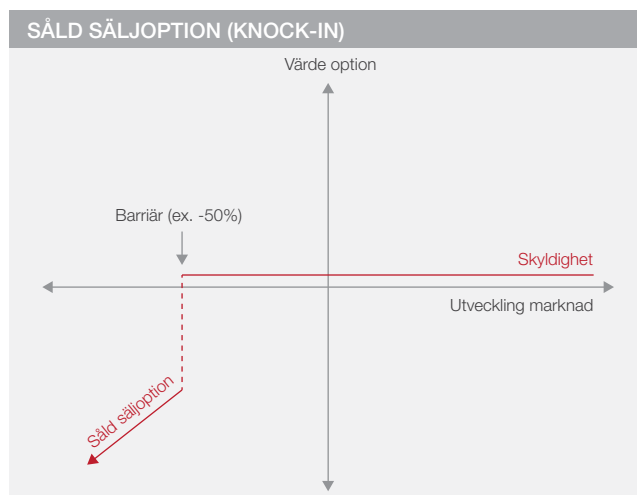 SÅLD SÄLJOPTION (KNOCK-IN)
Värde option
Barriär (ex. -50%)
Skyldighet
Utveckling marknad
Såld säljoption